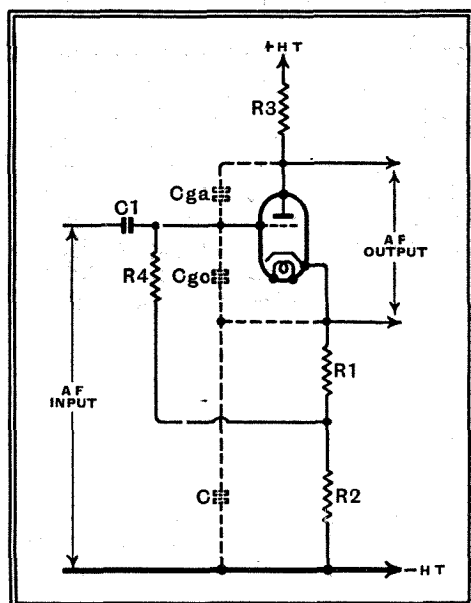 +HT
R3
Cga
C1
R4
Cgc
AF
OUTPUT
R1
AF
INPUT
C
R2
-HT